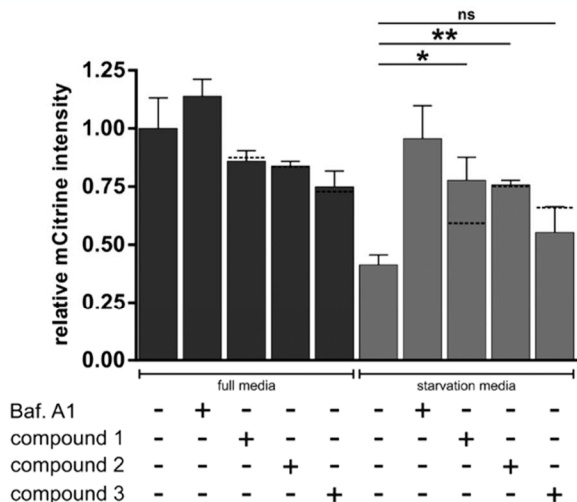 ns
**
*
relative mCitrine intensity
1.25
1.00
0.75
0.50
0.25
0.00
full media starvation media
Baf. A1 - + - - - - + - - -
compound 1 - - + - - - - + - -
compound 2 - - - + - - - - + -
compound 3 - - - - + - - - - +